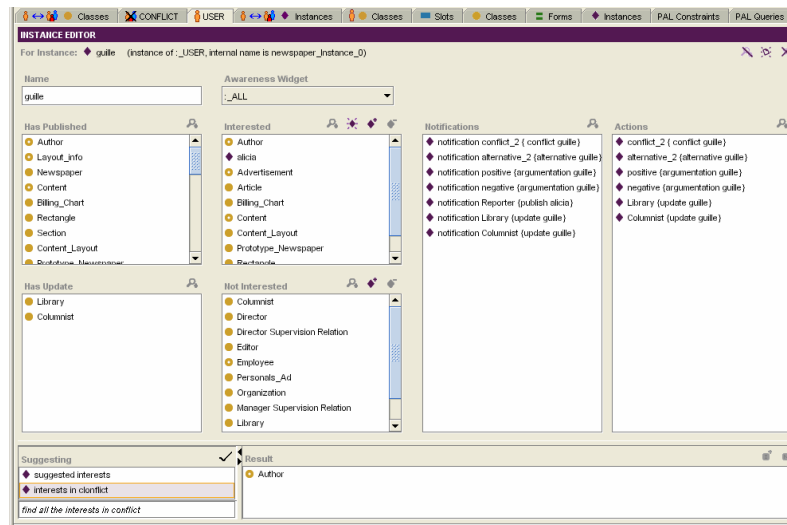 Classes CONFLICT USER Instances Classes Slots Classes Forms Instances PAL Constraints PAL Queries
INSTANCE EDITOR
For Instance: guille (instance of :_USER, internal name is newspaper_Instance_0)
Name
guille
Awareness Widget
:_ALL
Has Published
Author
Layout_info
Newspaper
Content
Billing_Chart
Rectangle
Section
Content_Layout
Prototype_Newspaper
Interested
Author
alicia
Advertisement
Article
Billing_Chart
Content
Content_Layout
Prototype_Newspaper
Rectangle
Notifications
notification conflict_2 { conflict guille}
notification alternative_2 {alternative guille}
notification positive {argumentation guille}
notification negative {argumentation guille}
notification Reporter {publish alicia}
notification Library {update guille}
notification Columnist {update guille}
Actions
conflict_2 { conflict guille}
alternative_2 {alternative guille}
positive {argumentation guille}
negative {argumentation guille}
Library {update guille}
Columnist {update guille}
Has Update
Library
Columnist
Not Interested
Columnist
Director
Director Supervision Relation
Editor
Employee
Personals_Ad
Organization
Manager Supervision Relation
Library
Suggesting
suggested interests
interests in clonflict
find all the interests in conflict
Result
Author